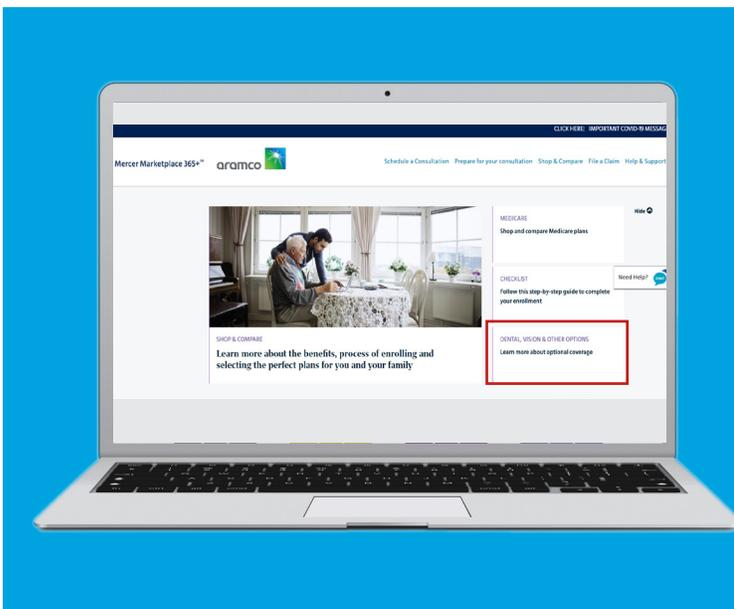 CLICK HERE: IMPORTANT COVID-19 MESSAG
Mercer Marketplace 365+™
aramco
Schedule a Consultation Prepare for your consultation Shop & Compare File a Claim Help & Support
Hide
MEDICARE
Shop and compare Medicare plans
CHECKLIST
Follow this step-by-step guide to complete
your enrollment
Need Help?
SHOP & COMPARE
Learn more about the benefits, process of enrolling and
selecting the perfect plans for you and your family
DENTAL, VISION & OTHER OPTIONS
Learn more about optional coverage